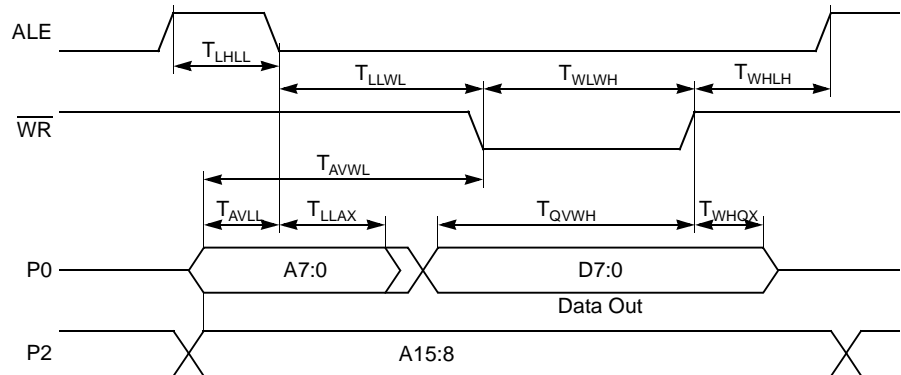 ALE
TLHLL
TLLWL TWLWH TWHLH
WR
TAVWL
TAVLL TLLAX TQVWH TWHQX
P0 A7:0 D7:0
Data Out
P2 A15:8